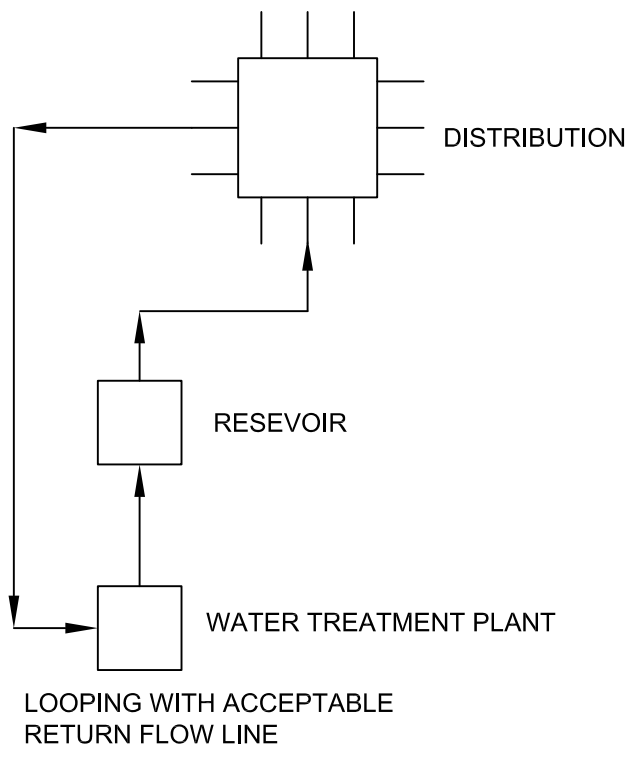 DISTRIBUTION
RESEVOIR
WATER TREATMENT PLANT
LOOPING WITH ACCEPTABLE
RETURN FLOW LINE